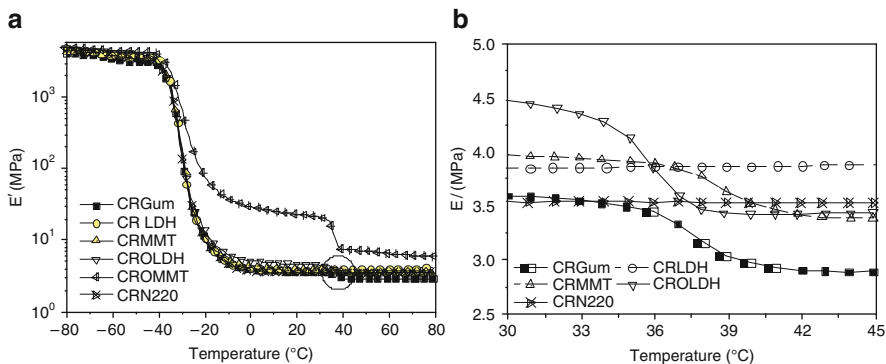 a
E′ (MPa)
10³
10²
10¹
10⁰
CRGum
CR LDH
CRMMT
CROLDH
CROMMT
CRN220
−80 −60 −40 −20 0 20 40 60 80
Temperature (°C)
b
E/ (MPa)
5.0
4.5
4.0
3.5
3.0
2.5
CRGum CRLDH
CRMMT CROLDH
CRN220
30 33 36 39 42 45
Temperature (°C)